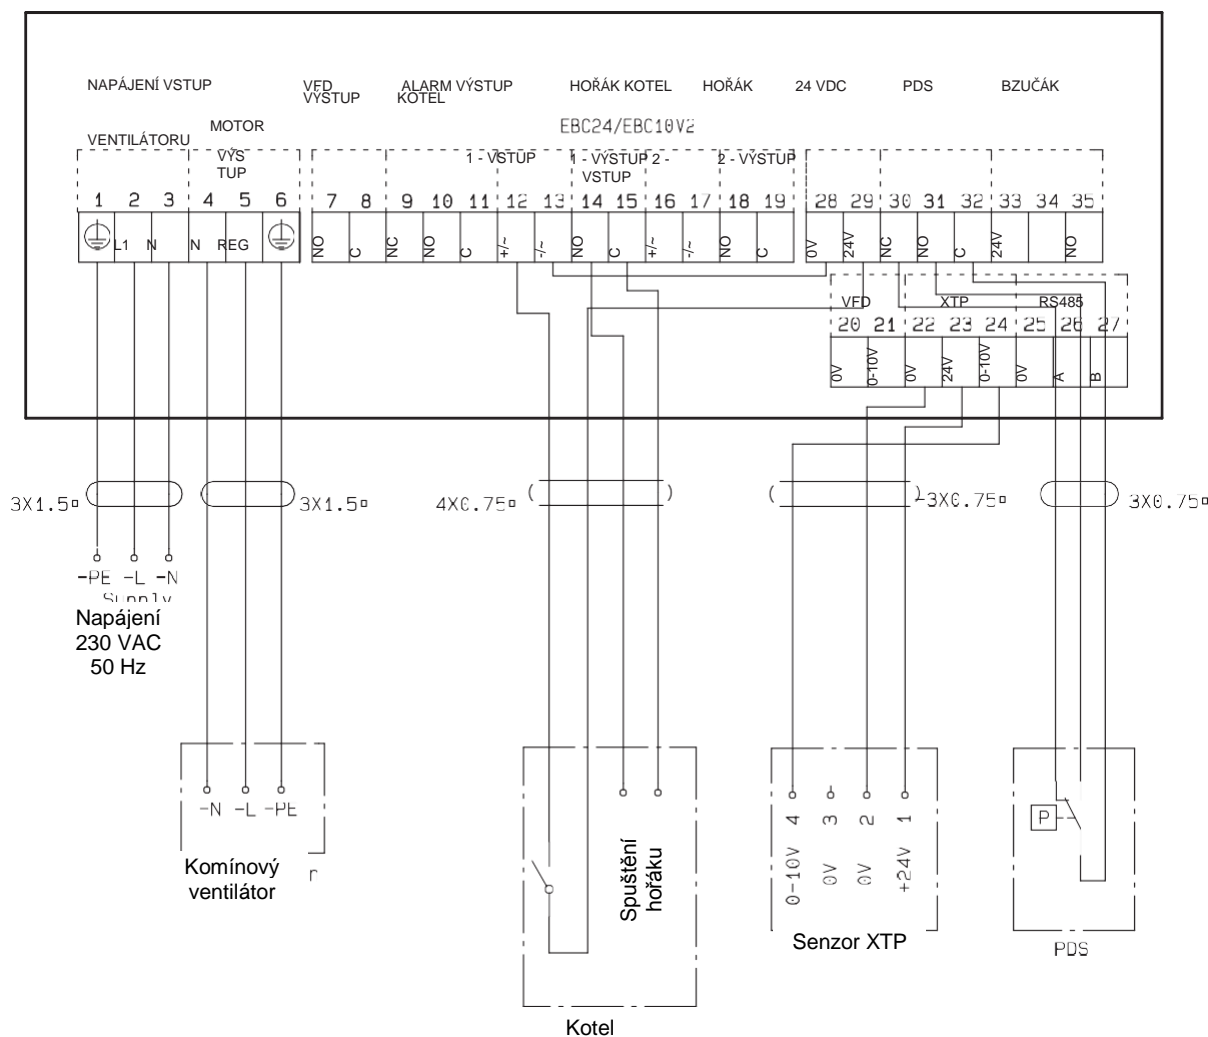 NAPÁJENÍ VSTUP VFD ALARM VÝSTUP HOŘÁK KOTEL HOŘÁK 24 VDC PDS BZUČÁK
VÝSTUP KOTEL
MOTOR EBC24/EBC10V2
VENTILÁTORU
VÝS 1 - VSTUP 1 - VÝSTUP 2 - 2 - VÝSTUP
TUP VSTUP
1 2 3 4 5 6 7 8 9 10 11 12 13 14 15 16 17 18 19 28 29 30 31 32 33 34 35
L1 N N REG NO C NC NO C +/~ -/~ NO C +/~ -/~ NO C 0V 24V NC NO C 24V NO
VFD XTP RS485
20 21 22 23 24 25 26 27
0V 0-10V 0V 24V 0-10V 0V A B
3X1.5 3X1.5 4X0.75 3X0.75 3X0.75
-PE -L -N
Supply
Napájení
230 VAC
50 Hz
-N -L -PE
Komínový
ventilátor
Spuštění
hořáku
Kotel
4 3 2 1
0-10V 0V 0V +24V
Senzor XTP
P
PDS